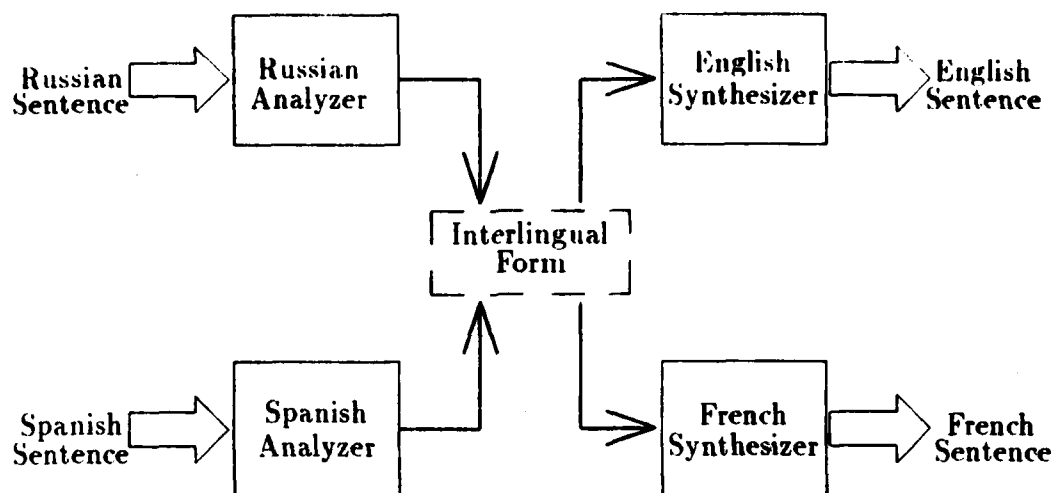 Russian
Sentence
Russian
Analyzer
English
Synthesizer
English
Sentence
Interlingual
Form
Spanish
Sentence
Spanish
Analyzer
French
Synthesizer
French
Sentence